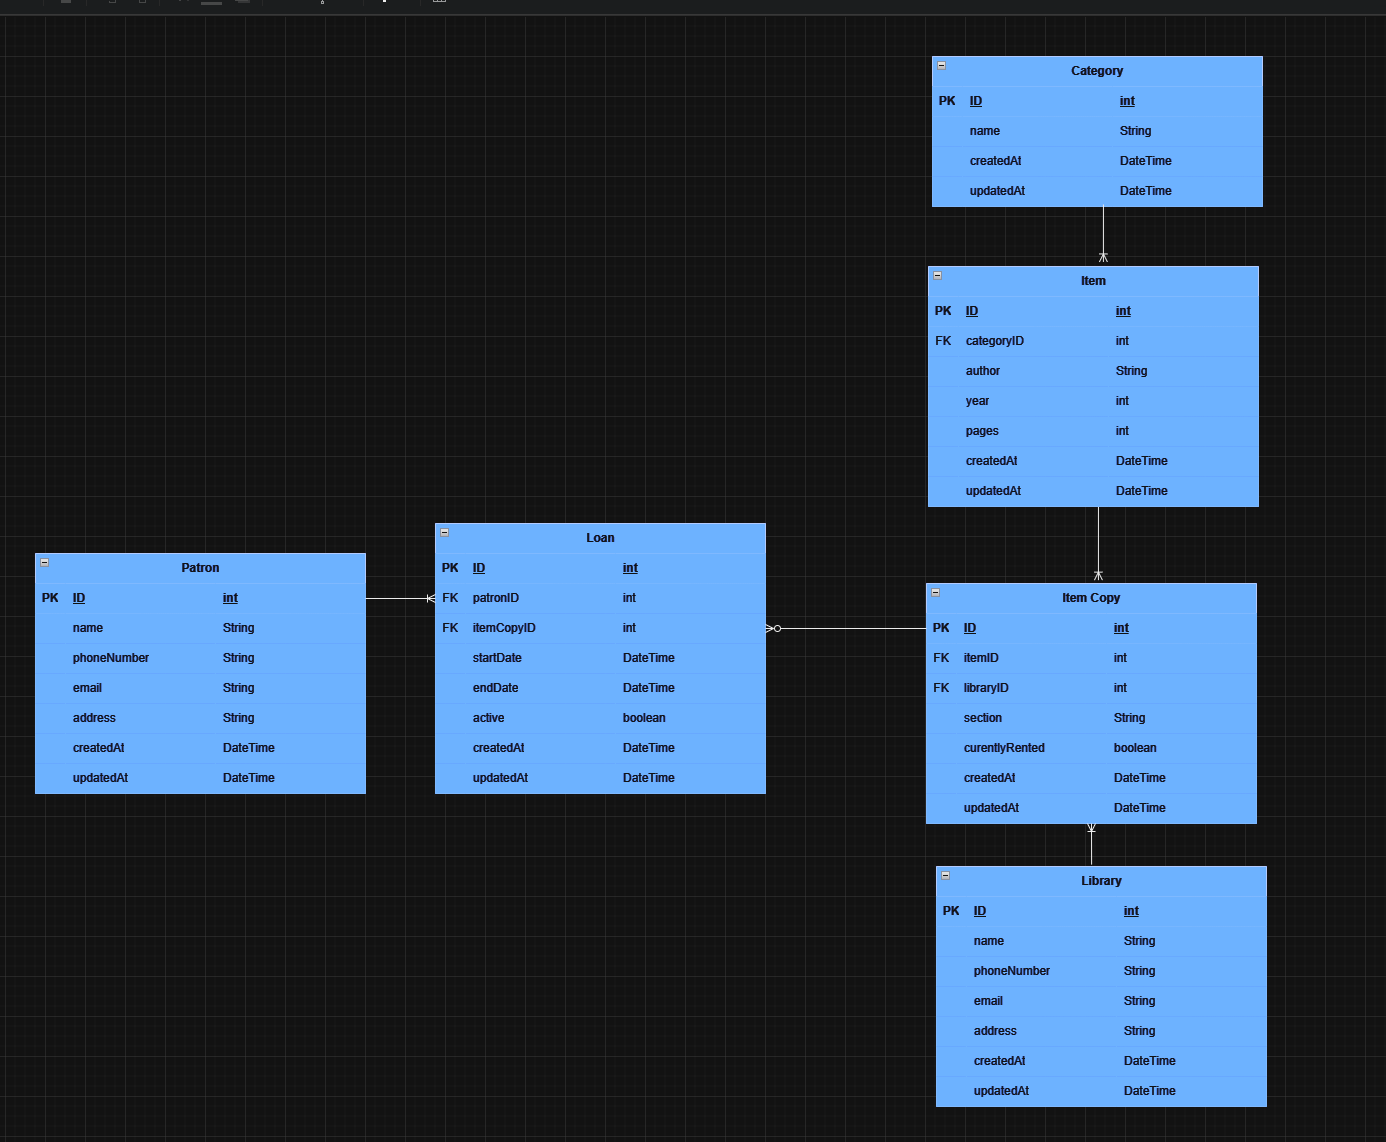 Category
PK ID int
name String
createdAt DateTime
updatedAt DateTime
Item
PK ID int
FK categoryID int
author String
year int
pages int
createdAt DateTime
updatedAt DateTime
Patron
PK ID int
name String
phoneNumber String
email String
address String
createdAt DateTime
updatedAt DateTime
Loan
PK ID int
FK patronID int
FK itemCopyID int
startDate DateTime
endDate DateTime
active boolean
createdAt DateTime
updatedAt DateTime
Item Copy
PK ID int
FK itemID int
FK libraryID int
section String
curentlyRented boolean
createdAt DateTime
updatedAt DateTime
Library
PK ID int
name String
phoneNumber String
email String
address String
createdAt DateTime
updatedAt DateTime